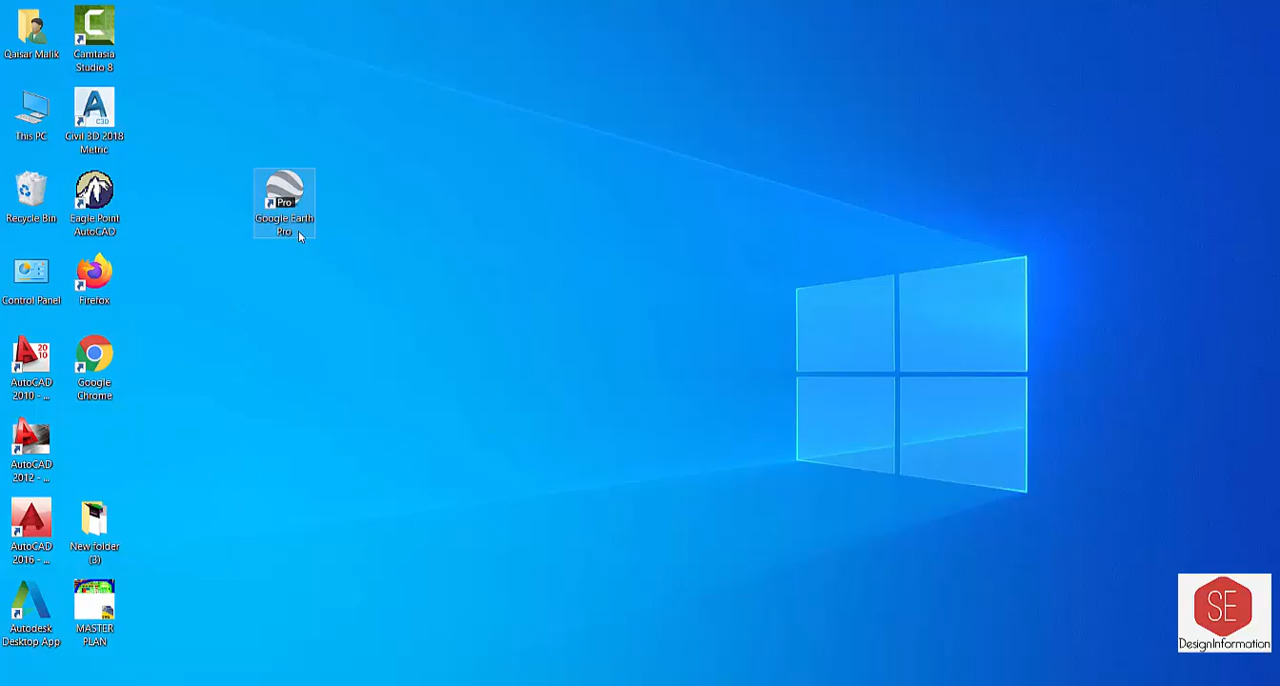 Qaisar Malik
Camtasia
Studio 8
This PC
Civil 3D 2018
Metric
Recycle Bin
Eagle Point
AutoCAD
Pro
Google Earth
Pro
Control Panel
Firefox
AutoCAD
2010 - ...
Google
Chrome
AutoCAD
2012 - ...
AutoCAD
2016 - ...
New folder
(3)
Autodesk
Desktop App
MASTER
PLAN
SE
DesignInformation